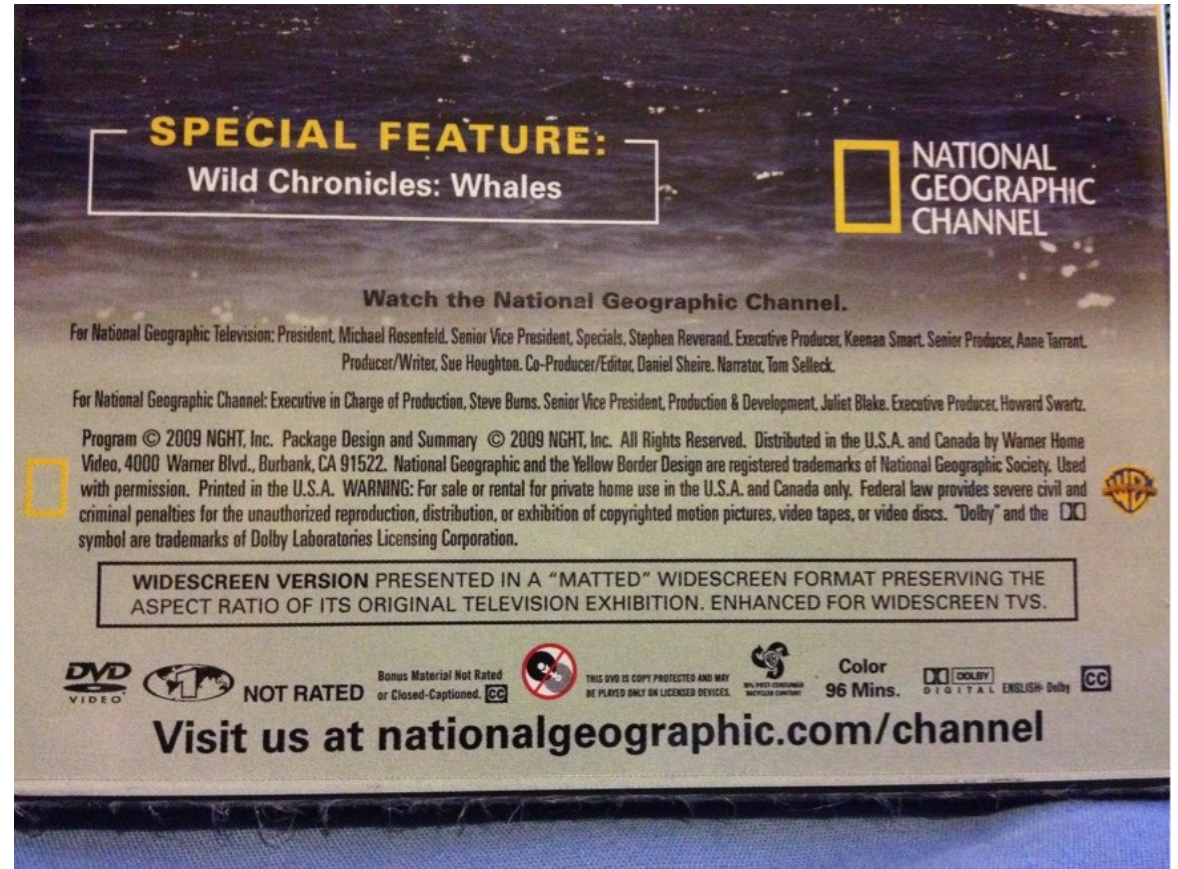 SPECIAL FEATURE:
Wild Chronicles: Whales
NATIONAL
GEOGRAPHIC
CHANNEL
Watch the National Geographic Channel.
For National Geographic Television: President, Michael Rosenfeld. Senior Vice President, Specials, Stephen Reverand. Executive Producer, Keenan Smart. Senior Producer, Anne Tarrant.
Producer/Writer, Sue Houghton. Co-Producer/Editor, Daniel Sheire. Narrator, Tom Selleck.
For National Geographic Channel: Executive in Charge of Production, Steve Burns. Senior Vice President, Production & Development, Juliet Blake. Executive Producer, Howard Swartz.
Program © 2009 NGHT, Inc. Package Design and Summary © 2009 NGHT, Inc. All Rights Reserved. Distributed in the U.S.A. and Canada by Warner Home
Video, 4000 Warner Blvd., Burbank, CA 91522. National Geographic and the Yellow Border Design are registered trademarks of National Geographic Society. Used
with permission. Printed in the U.S.A. WARNING: For sale or rental for private home use in the U.S.A. and Canada only. Federal law provides severe civil and
criminal penalties for the unauthorized reproduction, distribution, or exhibition of copyrighted motion pictures, video tapes, or video discs. "Dolby" and the
symbol are trademarks of Dolby Laboratories Licensing Corporation.
WB
WIDESCREEN VERSION PRESENTED IN A "MATTED" WIDESCREEN FORMAT PRESERVING THE
ASPECT RATIO OF ITS ORIGINAL TELEVISION EXHIBITION. ENHANCED FOR WIDESCREEN TVS.
DVD
VIDEO
1
NOT RATED
Bonus Material Not Rated
or Closed-Captioned. CC
THIS DVD IS COPY PROTECTED AND MAY
BE PLAYED ONLY ON LICENSED DEVICES.
POST-CONSUMER
RECYCLED CONTENT
Color
96 Mins.
DOLBY
DIGITAL
ENGLISH: Dolby
CC
Visit us at nationalgeographic.com/channel